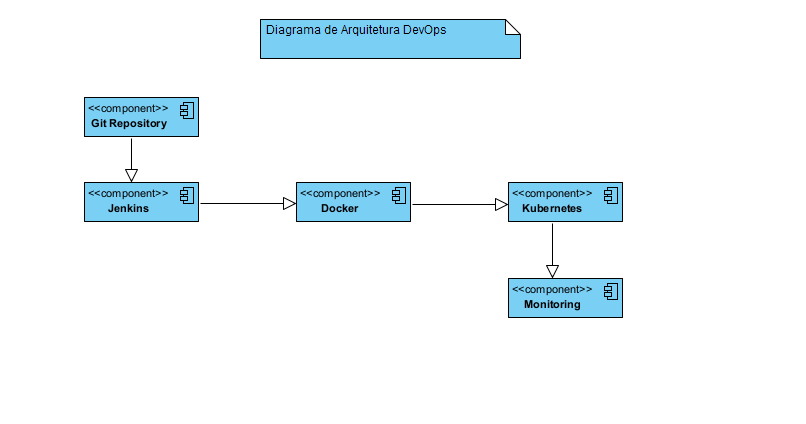 Diagrama de Arquitetura DevOps
<<component>>
Git Repository
<<component>>
Jenkins
<<component>>
Docker
<<component>>
Kubernetes
<<component>>
Monitoring